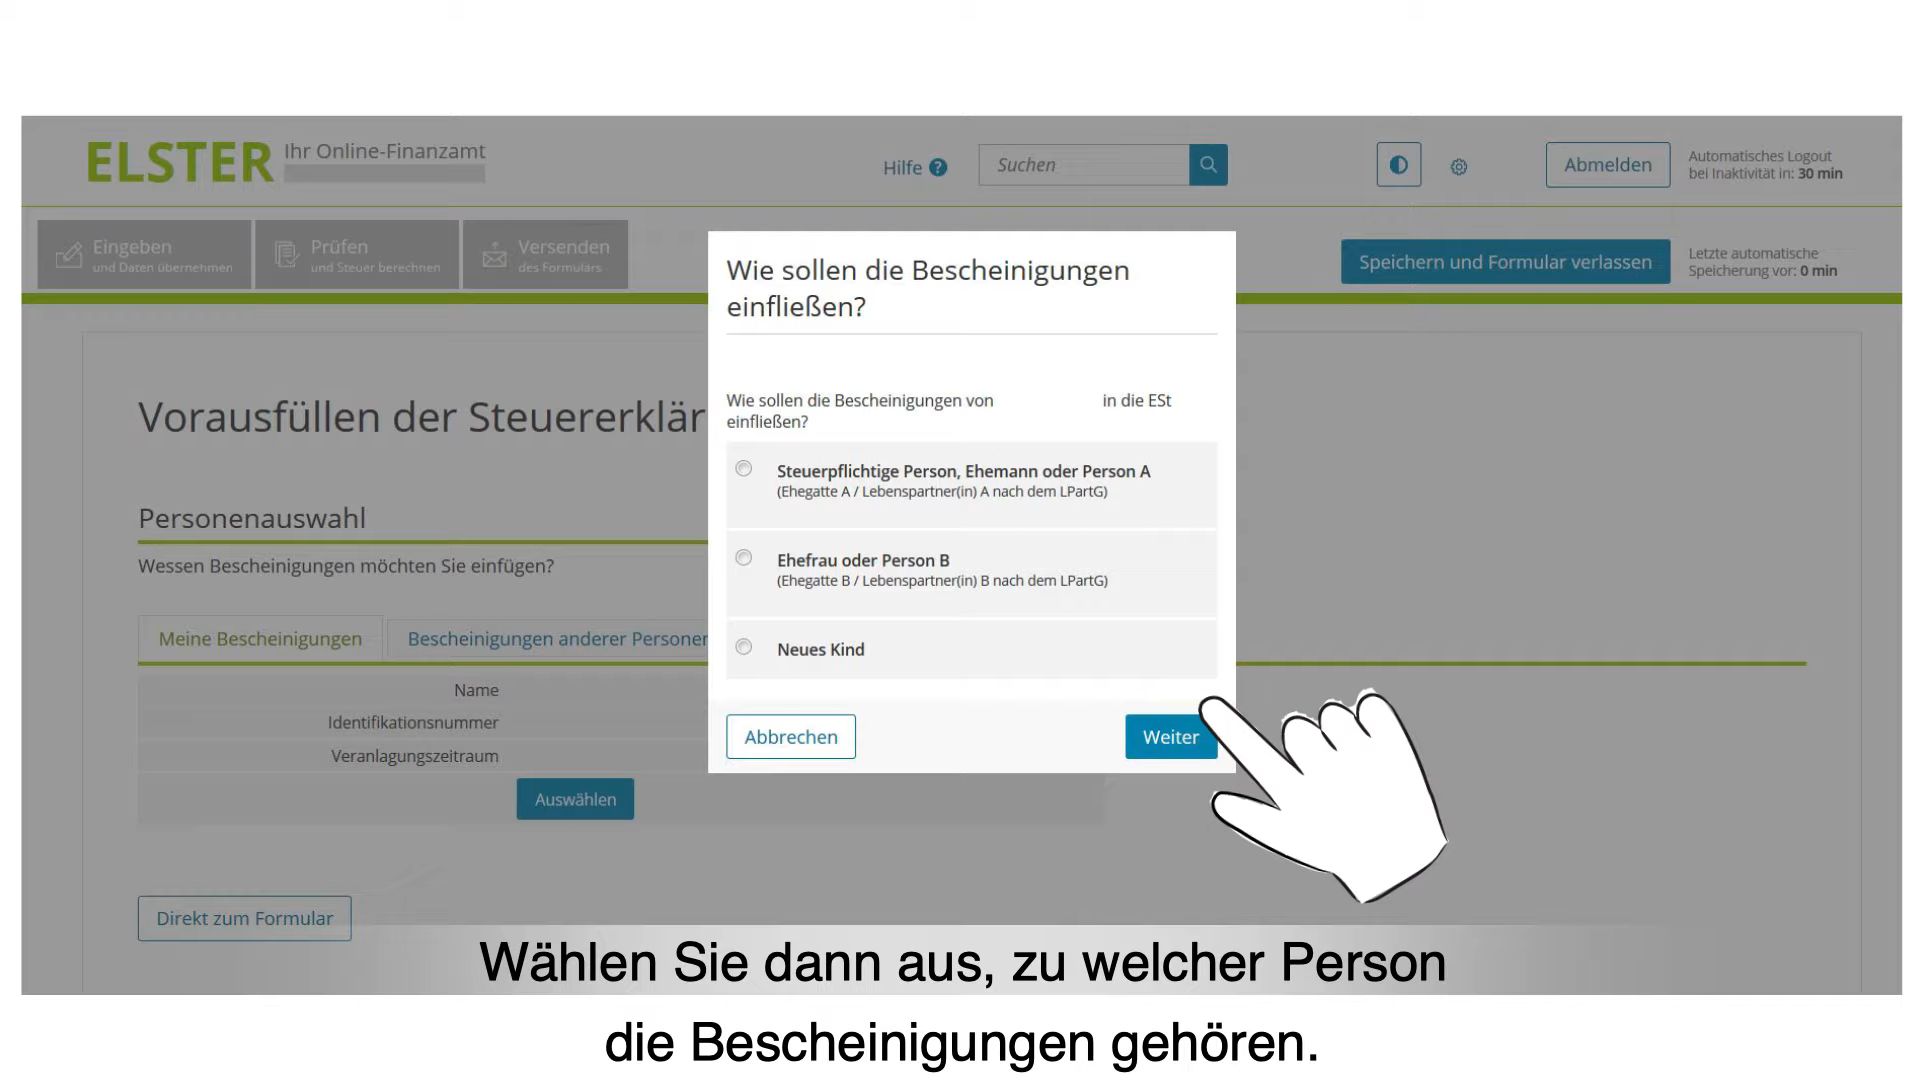 ELSTER
Ihr Online-Finanzamt
Hilfe ?
Suchen
Abmelden
Automatisches Logout
bei Inaktivität in: 30 min
Eingeben
und Daten übernehmen
Prüfen
und Steuer berechnen
Versenden
des Formulars
Speichern und Formular verlassen
Letzte automatische
Speicherung vor: 0 min
Vorausfüllen der Steuererklär
Personenauswahl
Wessen Bescheinigungen möchten Sie einfügen?
Meine Bescheinigungen
Bescheinigungen anderer Personen
Name
Identifikationsnummer
Veranlagungszeitraum
Auswählen
Direkt zum Formular
Wie sollen die Bescheinigungen
einfließen?
Wie sollen die Bescheinigungen von in die ESt
einfließen?
Steuerpflichtige Person, Ehemann oder Person A
(Ehegatte A / Lebenspartner(in) A nach dem LPartG)
Ehefrau oder Person B
(Ehegatte B / Lebenspartner(in) B nach dem LPartG)
Neues Kind
Abbrechen
Weiter
Wählen Sie dann aus, zu welcher Person
die Bescheinigungen gehören.